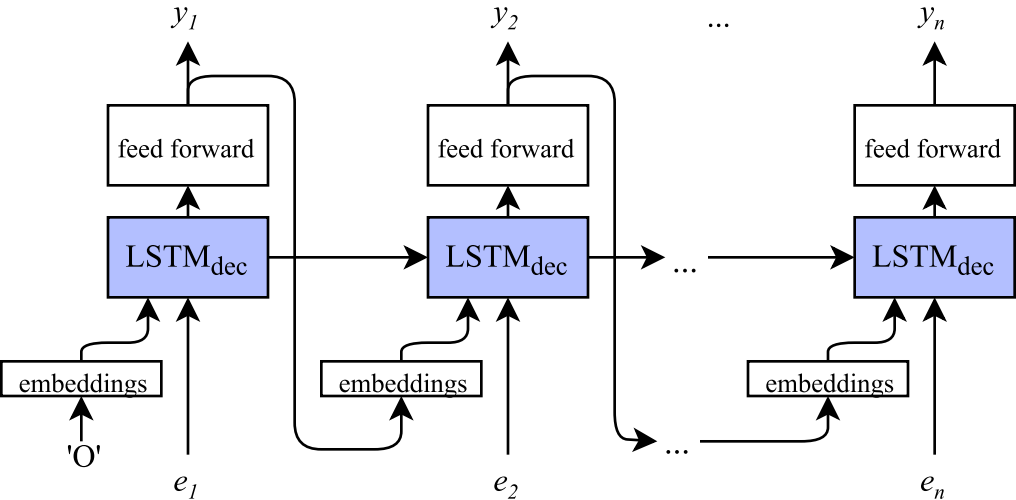 y1 y2 ... yn
feed forward feed forward feed forward
LSTMdec LSTMdec ... LSTMdec
embeddings embeddings embeddings
'O' ...
e1 e2 en